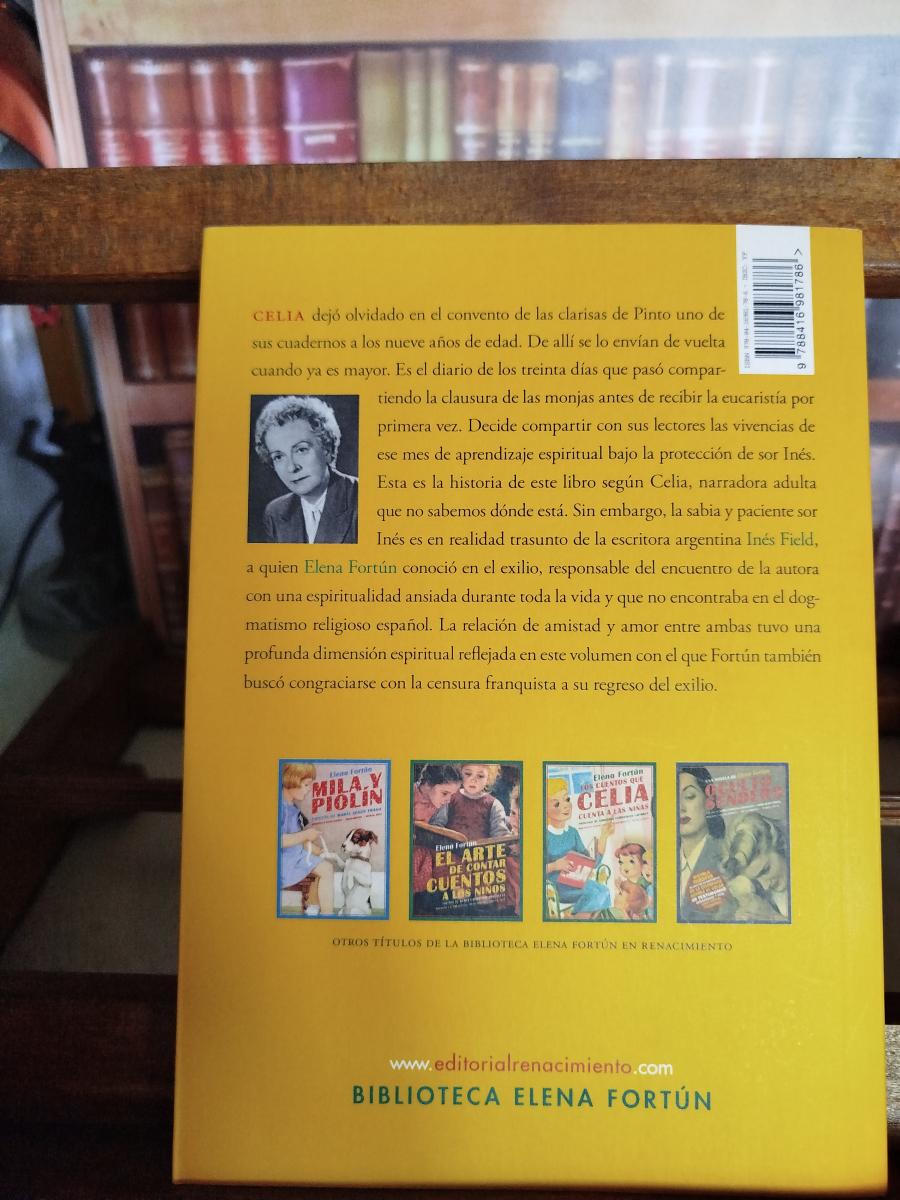 CELIA dejó olvidado en el convento de las clarisas de Pinto uno de
sus cuadernos a los nueve años de edad. De allí se lo envían de vuelta
cuando ya es mayor. Es el diario de los treinta días que pasó compar-
tiendo la clausura de las monjas antes de recibir la eucaristía por
primera vez. Decide compartir con sus lectores las vivencias de
ese mes de aprendizaje espiritual bajo la protección de sor Inés.
Esta es la historia de este libro según Celia, narradora adulta
que no sabemos dónde está. Sin embargo, la sabia y paciente sor
Inés es en realidad trasunto de la escritora argentina Inés Field,
a quien Elena Fortún conoció en el exilio, responsable del encuentro de la autora
con una espiritualidad ansiada durante toda la vida y que no encontraba en el dog-
matismo religioso español. La relación de amistad y amor entre ambas tuvo una
profunda dimensión espiritual reflejada en este volumen con el que Fortún también
buscó congraciarse con la censura franquista a su regreso del exilio.
9 788416 981786 >
Elena Fortún
MILA Y
PIOLÍN
Elena Fortún
EL ARTE
DE CONTAR
CUENTOS
A LOS NIÑOS
Elena Fortún
LOS CUENTOS QUE
CELIA
CUENTA A LAS NIÑAS
OCULTO
SENDERO
OTROS TÍTULOS DE LA BIBLIOTECA ELENA FORTÚN EN RENACIMIENTO
www.editorialrenacimiento.com
BIBLIOTECA ELENA FORTÚN